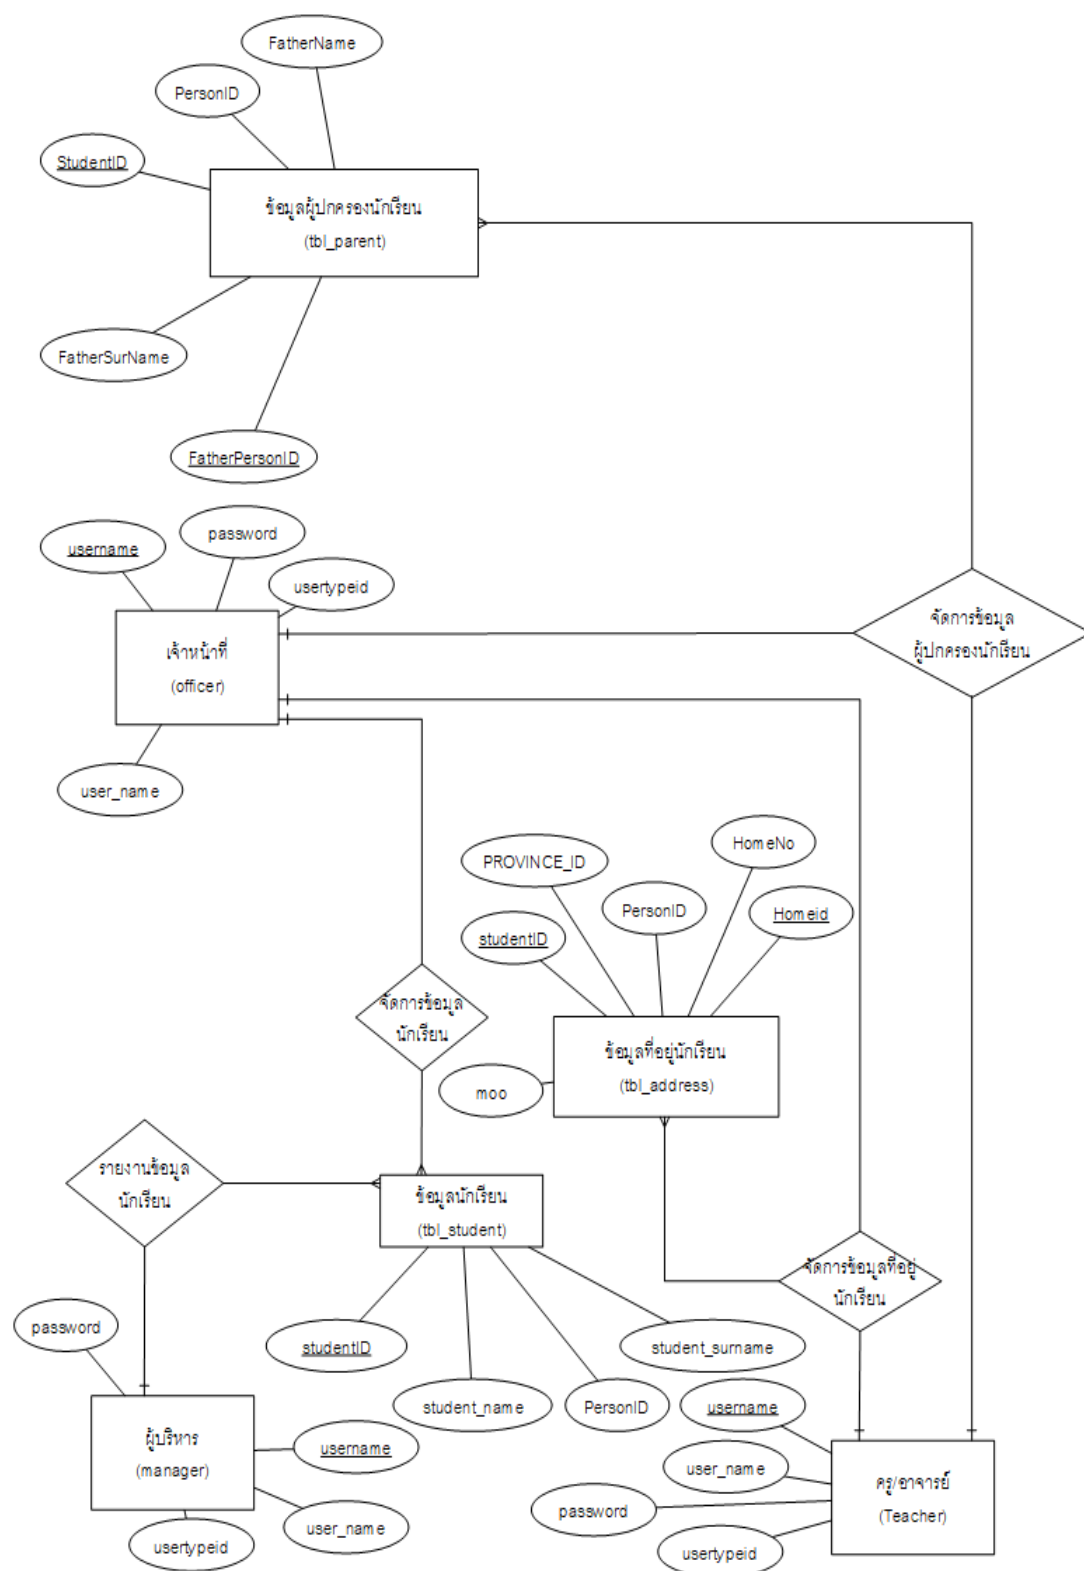 FatherName
PersonID
StudentID
ข้อมูลผู้ปกครองนักเรียน
(tbl_parent)
FatherSurName
FatherPersonID
password
username
usertypeid
เจ้าหน้าที่
(officer)
จัดการข้อมูล
ผู้ปกครองนักเรียน
user_name
HomeNo
PROVINCE_ID
PersonID
Homeid
studentID
จัดการข้อมูล
นักเรียน
ข้อมูลที่อยู่นักเรียน
(tbl_address)
moo
รายงานข้อมูล
นักเรียน
ข้อมูลนักเรียน
(tbl_student)
จัดการข้อมูลที่อยู่
นักเรียน
password
studentID
student_surname
student_name
PersonID
username
ผู้บริหาร
(manager)
username
user_name
password
ครู/อาจารย์
(Teacher)
user_name
usertypeid
usertypeid